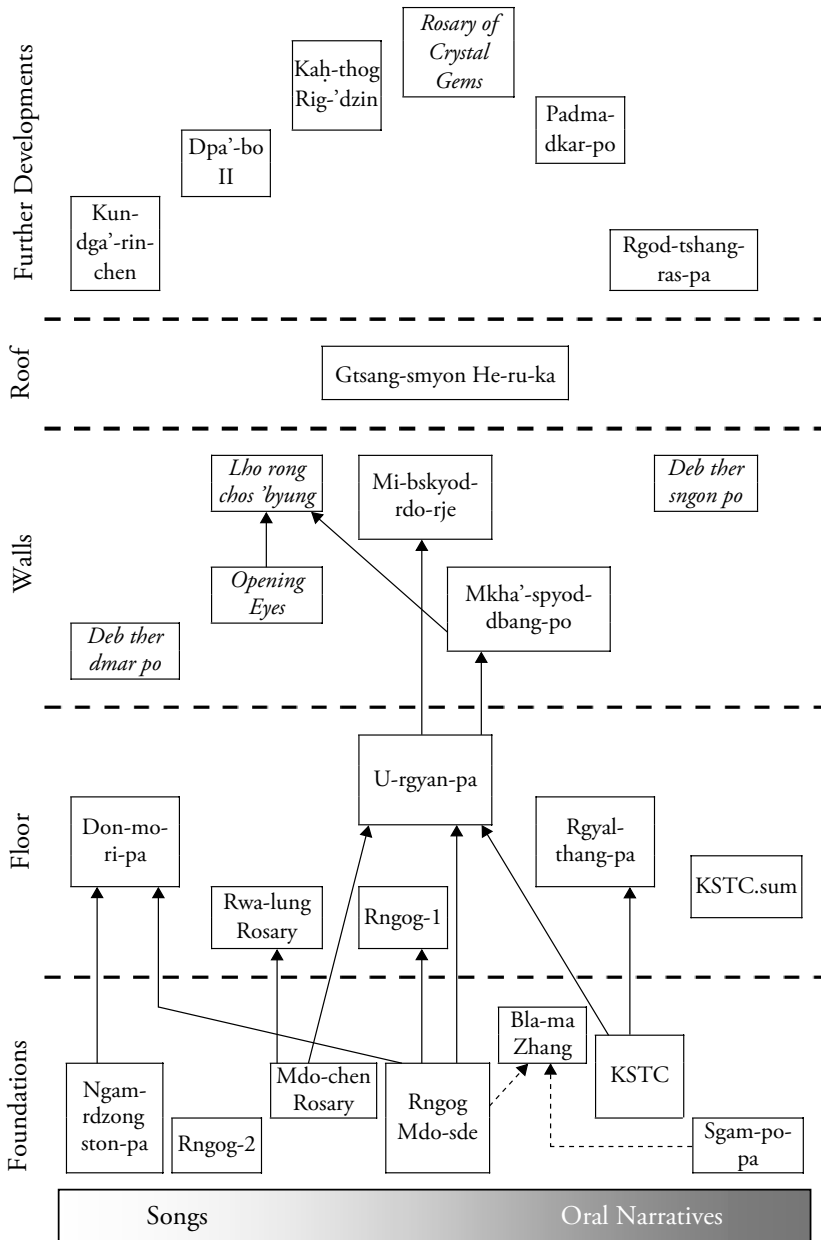 Further Developments
Rosary of
Crystal
Gems
Kaḥ-thog
Rig-’dzin
Padma-
dkar-po
Dpa’-bo
II
Kun-
dga’-rin-
chen
Rgod-tshang-
ras-pa
Roof
Gtsang-smyon He-ru-ka
Walls
Lho rong
chos ’byung
Mi-bskyod-
rdo-rje
Deb ther
sngon po
Opening
Eyes
Mkha’-spyod-
dbang-po
Deb ther
dmar po
Floor
U-rgyan-pa
Don-mo-
ri-pa
Rgyal-
thang-pa
KSTC.sum
Rwa-lung
Rosary
Rngog-1
Foundations
Bla-ma
Zhang
KSTC
Ngam-
rdzong
ston-pa
Rngog-2
Mdo-chen
Rosary
Rngog
Mdo-sde
Sgam-po-
pa
Songs
Oral Narratives